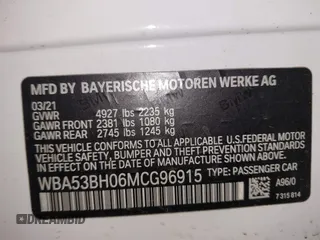 MFD BY BAYERISCHE MOTOREN WERKE AG
03/21
GVWR 4927 lbs 2235 kg
GAWR FRONT 2381 lbs 1080 kg
GAWR REAR 2745 lbs 1245 kg
THIS VEHICLE CONFORMS TO ALL APPLICABLE U.S. FEDERAL MOTOR
VEHICLE SAFETY, BUMPER, AND THEFT PREVENTION STANDARDS
IN EFFECT ON THE DATE OF MANUFACTURE SHOWN ABOVE.
WBA53BH06MCG96915 TYPE: PASSENGER CAR
A96/0
7 315 814
DREAMBID